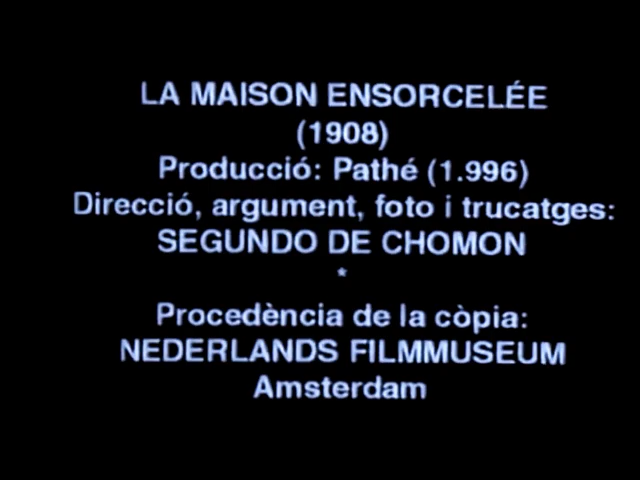 LA MAISON ENSORCELÉE
(1908)
Producció: Pathé (1.996)
Direcció, argument, foto i trucatges:
SEGUNDO DE CHOMON
*
Procedència de la còpia:
NEDERLANDS FILMMUSEUM
Amsterdam